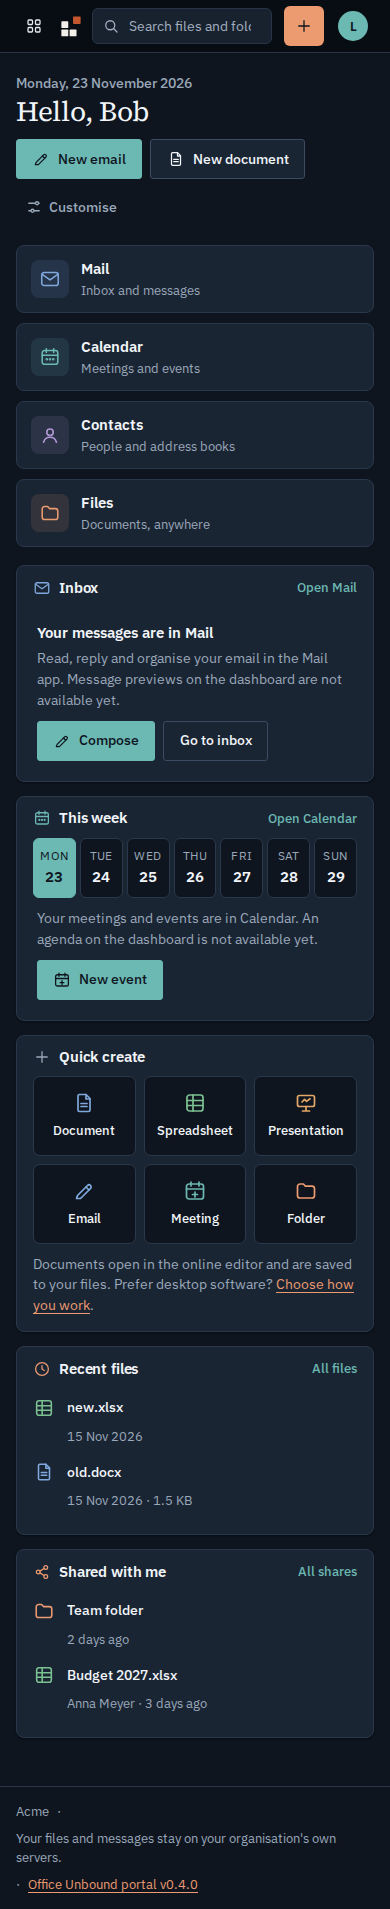 Search files and fold
L
Monday, 23 November 2026
Hello, Bob
New email
New document
Customise
Mail
Inbox and messages
Calendar
Meetings and events
Contacts
People and address books
Files
Documents, anywhere
Inbox
Open Mail
Your messages are in Mail
Read, reply and organise your email in the Mail
app. Message previews on the dashboard are not
available yet.
Compose
Go to inbox
This week
Open Calendar
MON TUE WED THU FRI SAT SUN
23 24 25 26 27 28 29
Your meetings and events are in Calendar. An
agenda on the dashboard is not available yet.
New event
Quick create
Document Spreadsheet Presentation
Email Meeting Folder
Documents open in the online editor and are saved
to your files. Prefer desktop software? Choose how
you work.
Recent files
All files
new.xlsx
15 Nov 2026
old.docx
15 Nov 2026 · 1.5 KB
Shared with me
All shares
Team folder
2 days ago
Budget 2027.xlsx
Anna Meyer · 3 days ago
Acme ·
Your files and messages stay on your organisation's own
servers.
· Office Unbound portal v0.4.0